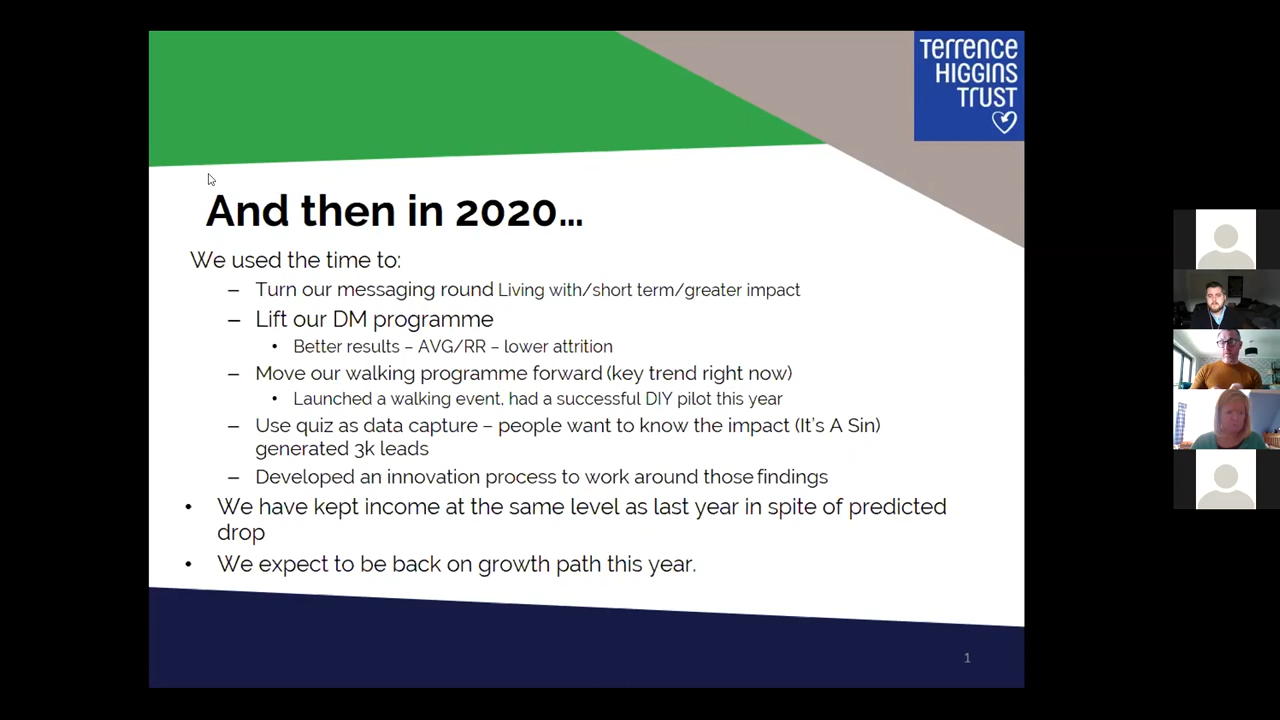 Terrence
HIGGINS
TRUST
And then in 2020…
We used the time to:
– Turn our messaging round Living with/short term/greater impact
– Lift our DM programme
• Better results – AVG/RR – lower attrition
– Move our walking programme forward (key trend right now)
• Launched a walking event, had a successful DIY pilot this year
– Use quiz as data capture – people want to know the impact (It's A Sin)
generated 3k leads
– Developed an innovation process to work around those findings
• We have kept income at the same level as last year in spite of predicted
drop
• We expect to be back on growth path this year.
1